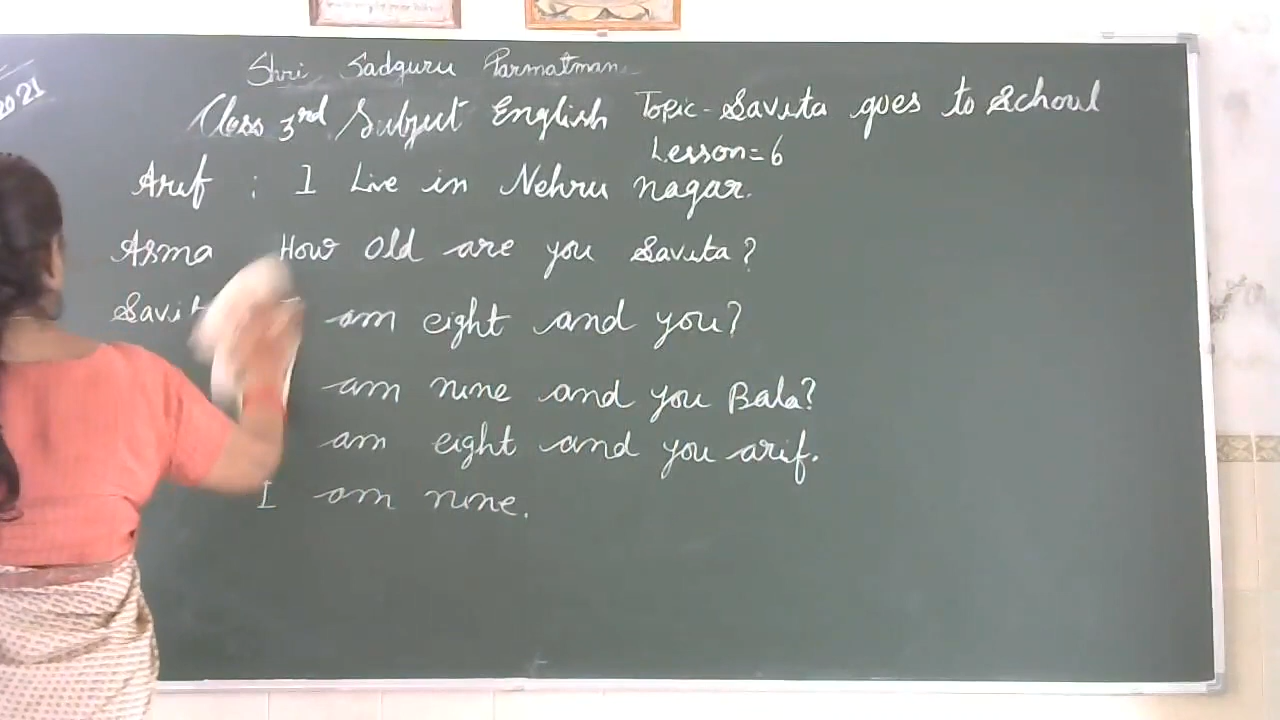 2021
Shri Sadguru Parmatman
Class 3rd Subject English Topic - Savita goes to School
Lesson=6
Arif : I Live in Nehru nagar.
Asma How Old are you Savita?
Savit I am eight and you?
am nine and you Bala?
am eight and you arif.
I am nine.